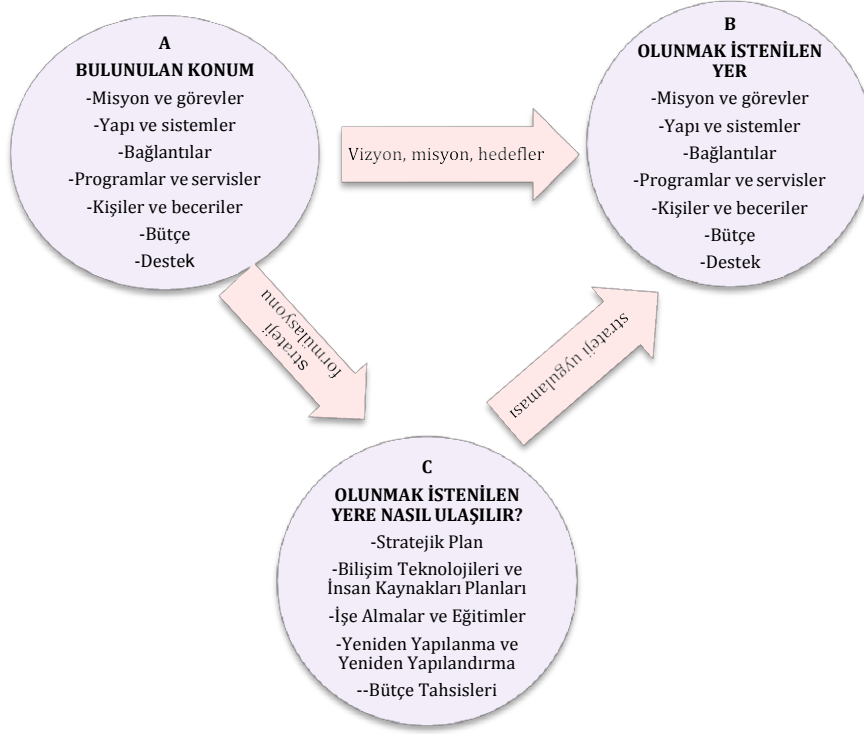 A
BULUNULAN KONUM
-Misyon ve görevler
-Yapı ve sistemler
-Bağlantılar
-Programlar ve servisler
-Kişiler ve beceriler
-Bütçe
-Destek
Vizyon, misyon, hedefler
B
OLUNMAK İSTENİLEN
YER
-Misyon ve görevler
-Yapı ve sistemler
-Bağlantılar
-Programlar ve servisler
-Kişiler ve beceriler
-Bütçe
-Destek
strateji
formülasyonu
strateji uygulaması
C
OLUNMAK İSTENİLEN
YERE NASIL ULAŞILIR?
-Stratejik Plan
-Bilişim Teknolojileri ve
İnsan Kaynakları Planları
-İşe Almalar ve Eğitimler
-Yeniden Yapılanma ve
Yeniden Yapılandırma
--Bütçe Tahsisleri